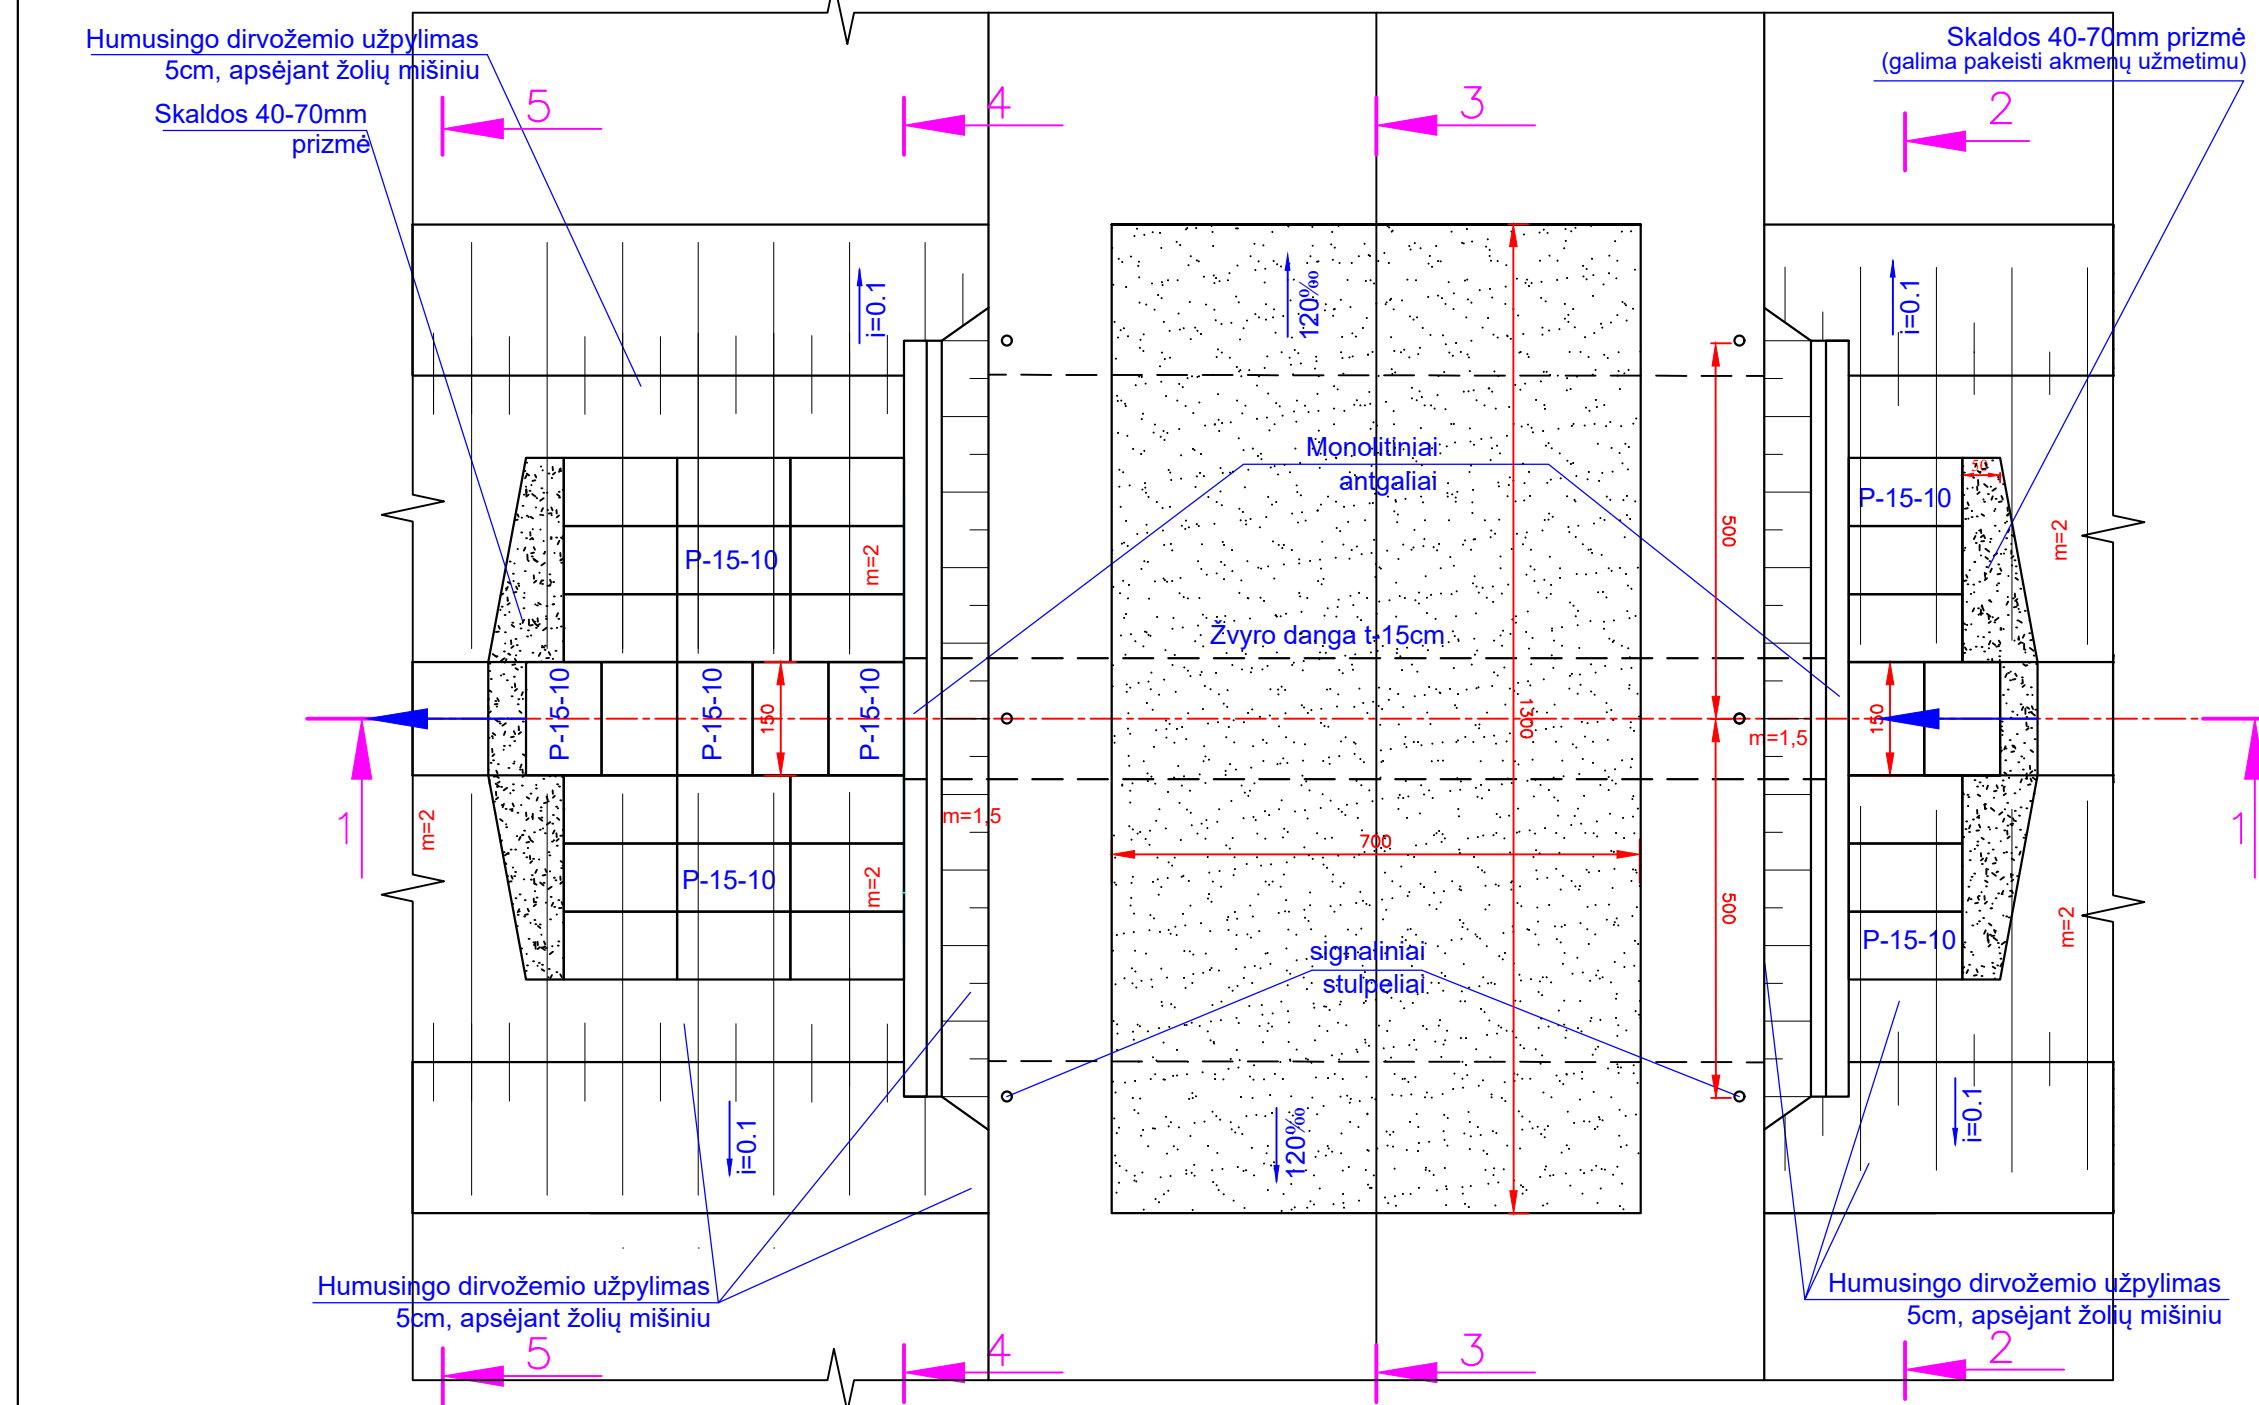 Humusingo dirvožemio užpylimas
5cm, apsėjant žolių mišiniu
Skaldos 40-70mm
prizmė
Skaldos 40-70mm prizmė
(galima pakeisti akmenų užmetimu)
5
4
3
2
i=0.1
120‰
i=0.1
Monolitiniai
antgaliai
50
P-15-10
500
m=2
P-15-10
m=2
Žvyro danga t-15cm
P-15-10
P-15-10
150
P-15-10
1300
m=1,5
150
1
m=2
m=1,5
700
1
P-15-10
m=2
500
m=2
P-15-10
signaliniai
stulpeliai
i=0.1
120‰
i=0.1
Humusingo dirvožemio užpylimas
5cm, apsėjant žolių mišiniu
Humusingo dirvožemio užpylimas
5cm, apsėjant žolių mišiniu
5
4
3
2